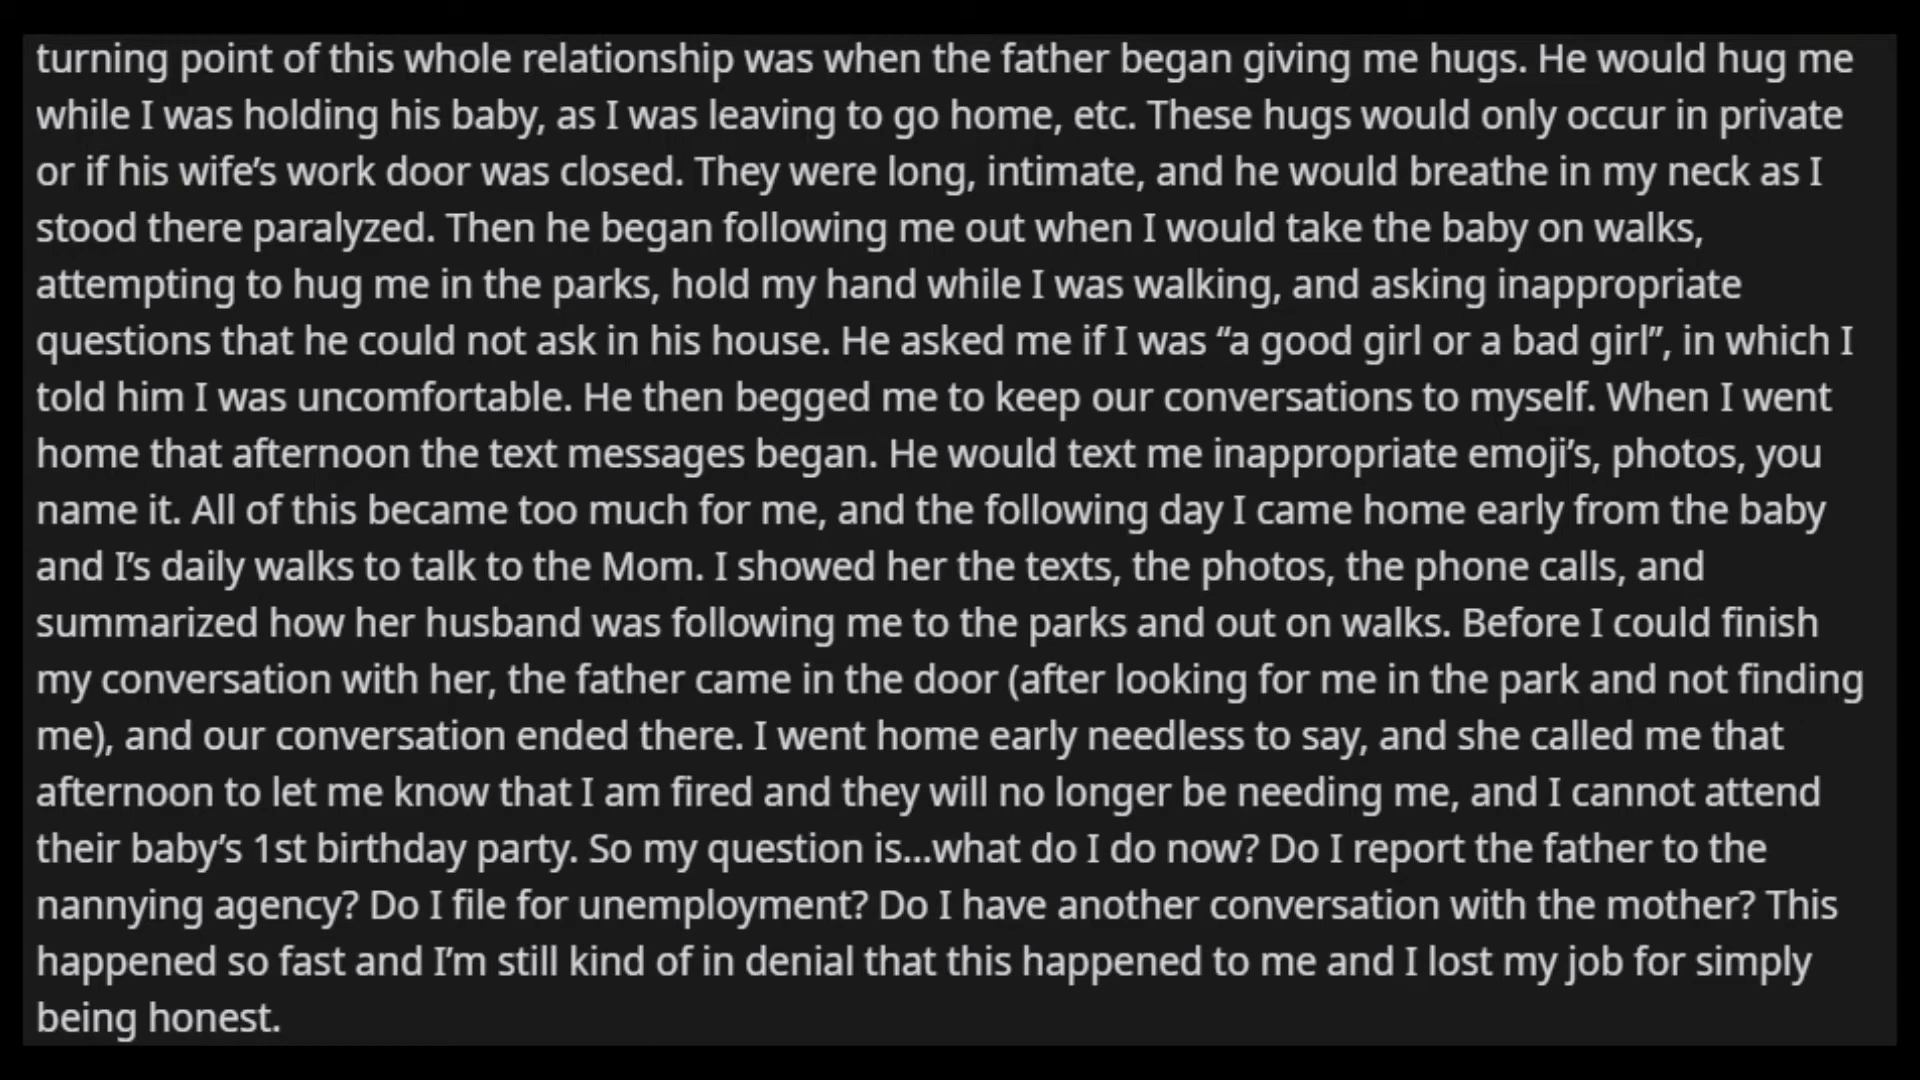 turning point of this whole relationship was when the father began giving me hugs. He would hug me
while I was holding his baby, as I was leaving to go home, etc. These hugs would only occur in private
or if his wife’s work door was closed. They were long, intimate, and he would breathe in my neck as I
stood there paralyzed. Then he began following me out when I would take the baby on walks,
attempting to hug me in the parks, hold my hand while I was walking, and asking inappropriate
questions that he could not ask in his house. He asked me if I was “a good girl or a bad girl”, in which I
told him I was uncomfortable. He then begged me to keep our conversations to myself. When I went
home that afternoon the text messages began. He would text me inappropriate emoji’s, photos, you
name it. All of this became too much for me, and the following day I came home early from the baby
and I’s daily walks to talk to the Mom. I showed her the texts, the photos, the phone calls, and
summarized how her husband was following me to the parks and out on walks. Before I could finish
my conversation with her, the father came in the door (after looking for me in the park and not finding
me), and our conversation ended there. I went home early needless to say, and she called me that
afternoon to let me know that I am fired and they will no longer be needing me, and I cannot attend
their baby’s 1st birthday party. So my question is...what do I do now? Do I report the father to the
nannying agency? Do I file for unemployment? Do I have another conversation with the mother? This
happened so fast and I’m still kind of in denial that this happened to me and I lost my job for simply
being honest.